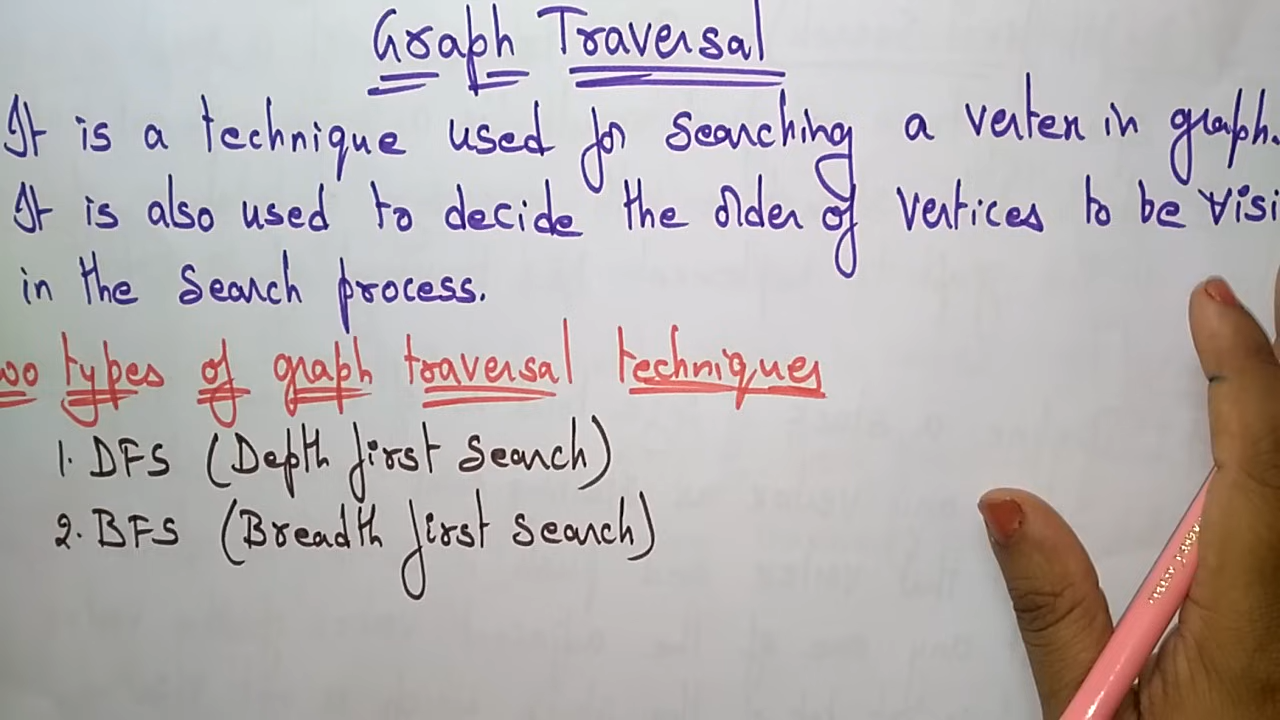 Graph Traversal
It is a technique used for searching a vertex in graph.
It is also used to decide the order of vertices to be visi
in the search process.
wo types of graph traversal techniques
1. DFS (Depth first search)
2. BFS (Breadth first search)